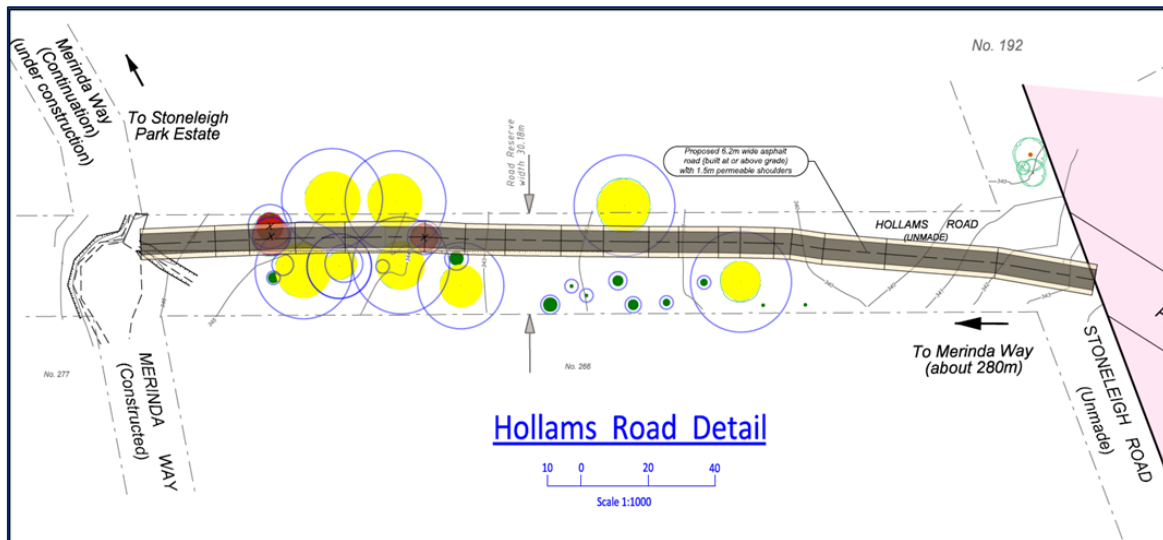 Merinda Way
(Continuation)
(under construction)
To Stoneleigh
Park Estate
No. 192
Road Reserve
width 30.18m
Proposed 6.2m wide asphalt
road (built at or above grade)
with 1.5m permeable shoulders
HOLLAMS ROAD
(UNMADE)
To Merinda Way
(about 280m)
No. 277
No. 266
MERINDA WAY
(Constructed)
STONELEIGH ROAD
(Unmade)
Hollams Road Detail
10 0 20 40
Scale 1:1000